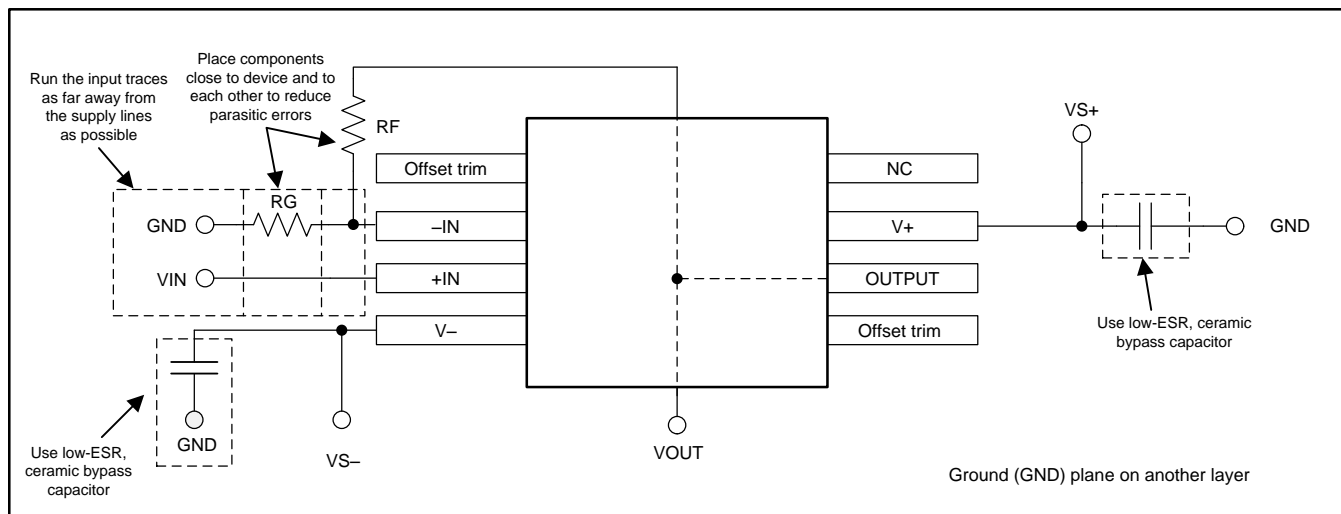 Run the input traces
as far away from
the supply lines
as possible
Place components
close to device and to
each other to reduce
parasitic errors
RF
VS+
Offset trim
NC
RG
GND
–IN
V+
GND
VIN
+IN
OUTPUT
V–
Offset trim
Use low-ESR, ceramic
bypass capacitor
GND
Use low-ESR,
ceramic bypass
capacitor
VS–
VOUT
Ground (GND) plane on another layer